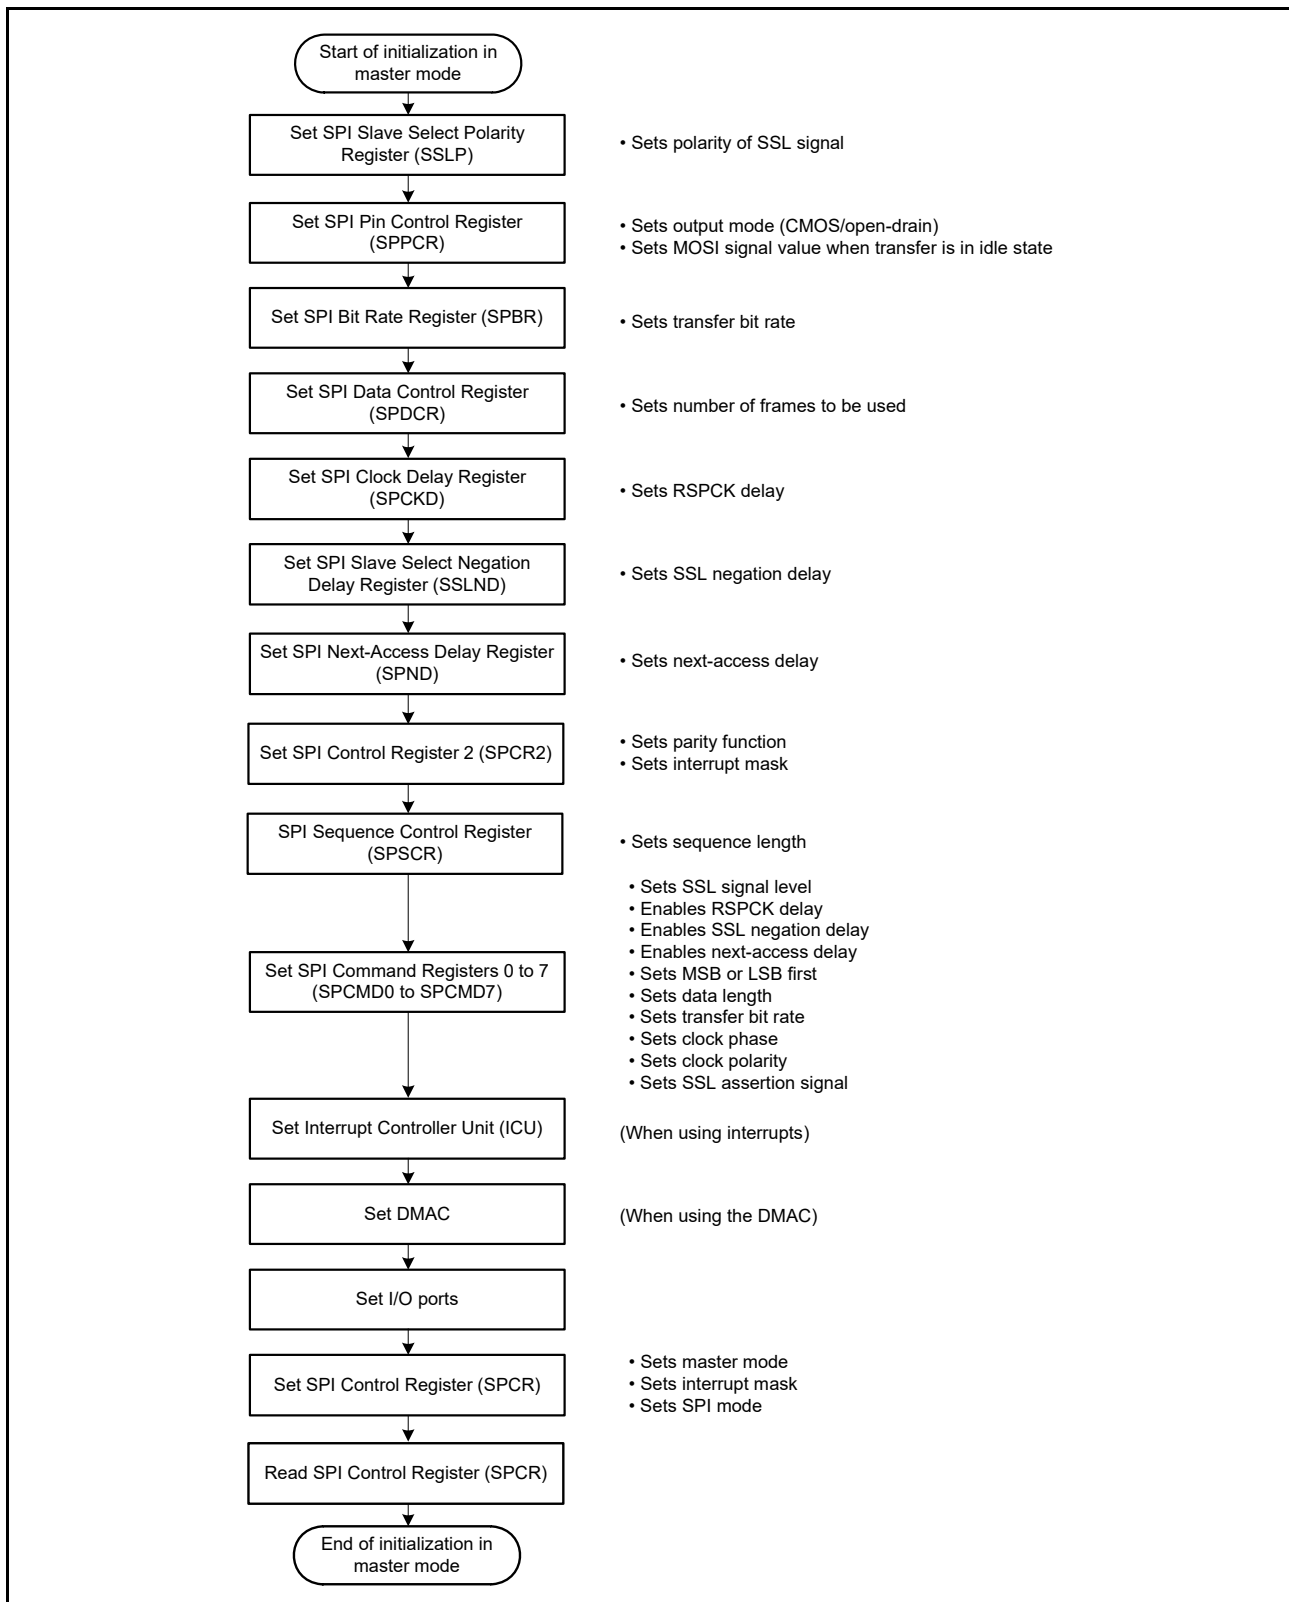 Start of initialization in
master mode
Set SPI Slave Select Polarity
Register (SSLP)
• Sets polarity of SSL signal
Set SPI Pin Control Register
(SPPCR)
• Sets output mode (CMOS/open-drain)
• Sets MOSI signal value when transfer is in idle state
Set SPI Bit Rate Register (SPBR)
• Sets transfer bit rate
Set SPI Data Control Register
(SPDCR)
• Sets number of frames to be used
Set SPI Clock Delay Register
(SPCKD)
• Sets RSPCK delay
Set SPI Slave Select Negation
Delay Register (SSLND)
• Sets SSL negation delay
Set SPI Next-Access Delay Register
(SPND)
• Sets next-access delay
Set SPI Control Register 2 (SPCR2)
• Sets parity function
• Sets interrupt mask
SPI Sequence Control Register
(SPSCR)
• Sets sequence length
Set SPI Command Registers 0 to 7
(SPCMD0 to SPCMD7)
• Sets SSL signal level
• Enables RSPCK delay
• Enables SSL negation delay
• Enables next-access delay
• Sets MSB or LSB first
• Sets data length
• Sets transfer bit rate
• Sets clock phase
• Sets clock polarity
• Sets SSL assertion signal
Set Interrupt Controller Unit (ICU)
(When using interrupts)
Set DMAC
(When using the DMAC)
Set I/O ports
Set SPI Control Register (SPCR)
• Sets master mode
• Sets interrupt mask
• Sets SPI mode
Read SPI Control Register (SPCR)
End of initialization in
master mode